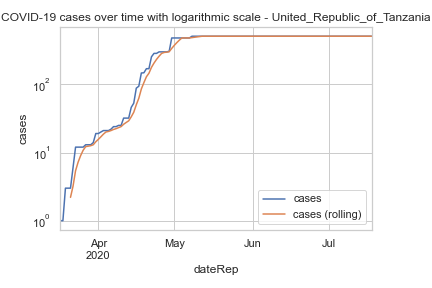 COVID-19 cases over time with logarithmic scale - United_Republic_of_Tanzania
cases
10²
10¹
10⁰
Apr
2020
May
Jun
Jul
dateRep
cases
cases (rolling)